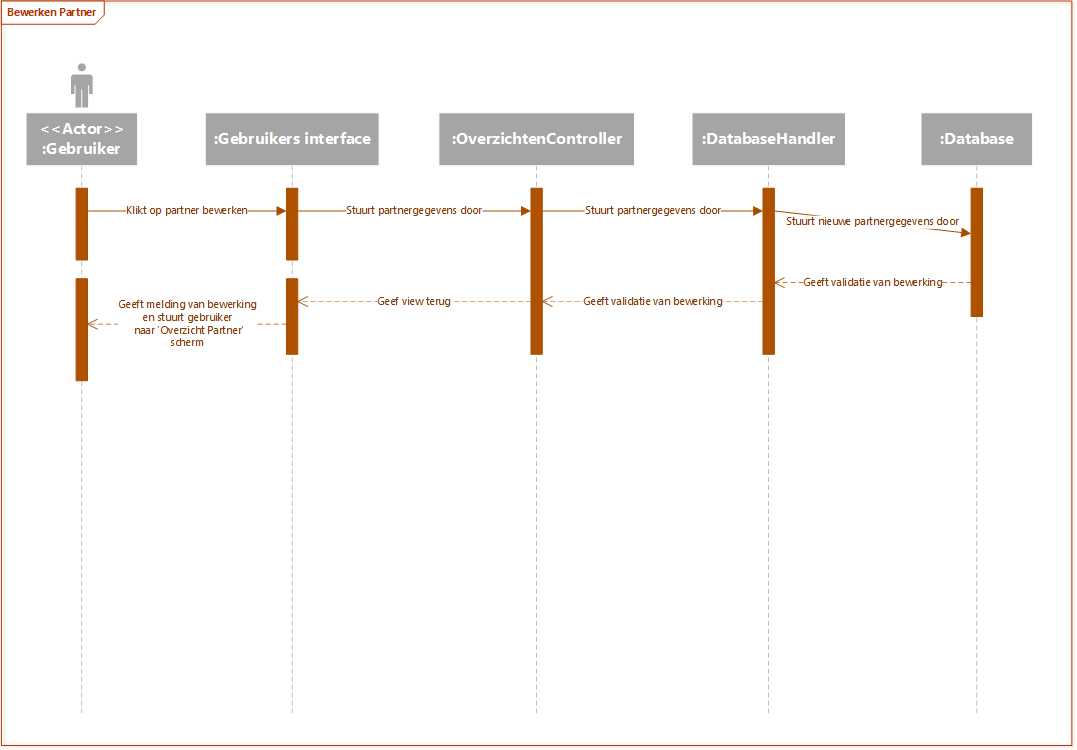 Bewerken Partner
<<Actor>>
:Gebruiker
:Gebruikers interface
:OverzichtenController
:DatabaseHandler
:Database
Klikt op partner bewerken
Stuurt partnergegevens door
Stuurt partnergegevens door
Stuurt nieuwe partnergegevens door
Geeft validatie van bewerking
Geeft validatie van bewerking
Geef view terug
Geeft melding van bewerking
en stuurt gebruiker
naar 'Overzicht Partner'
scherm